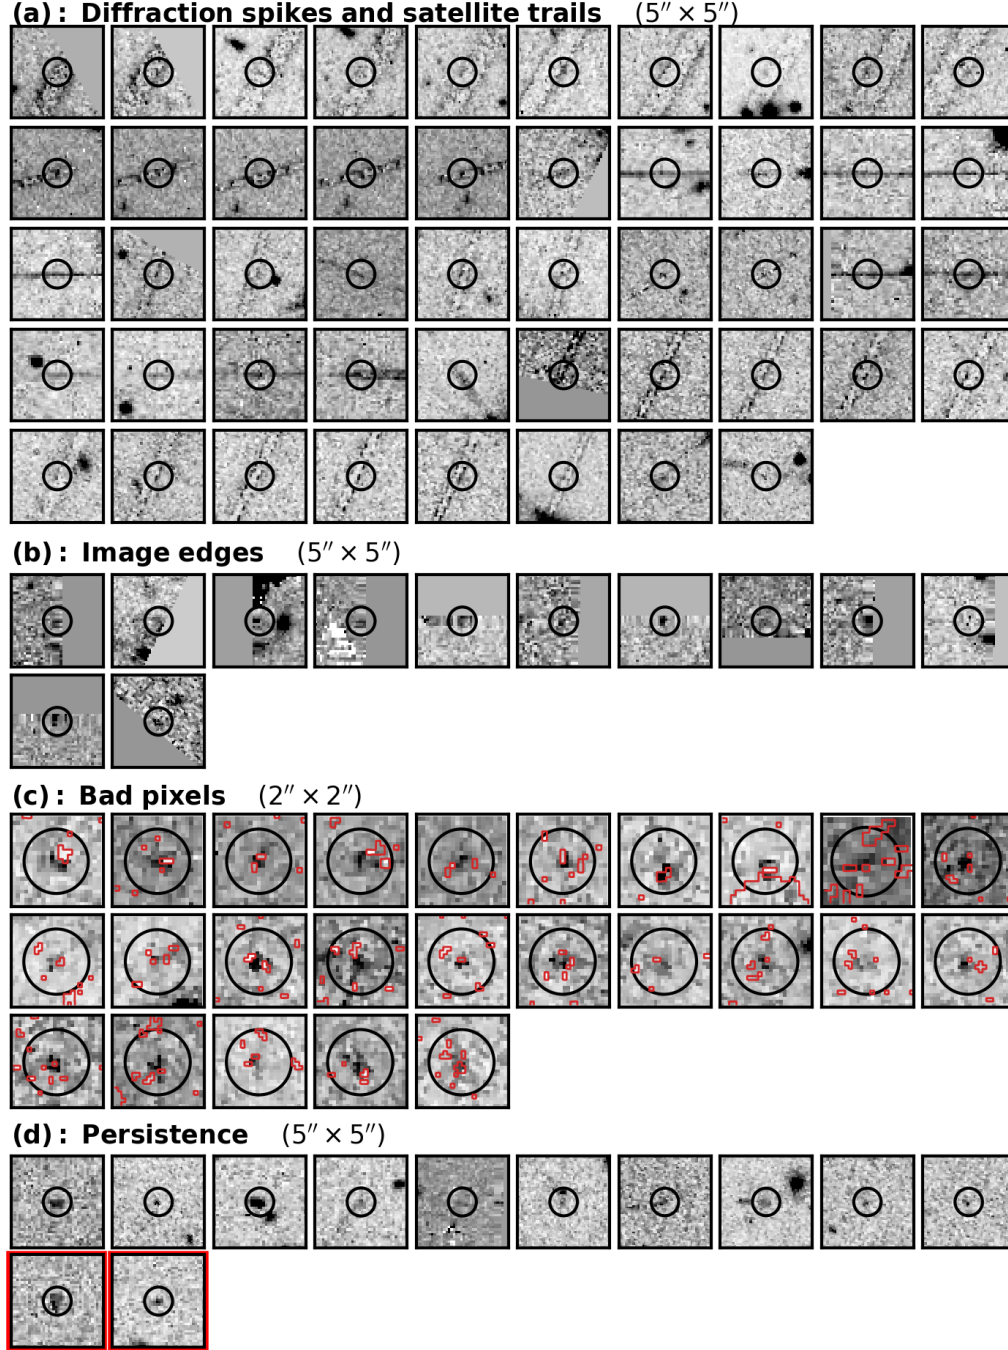 (a): Diffraction spikes and satellite trails (5″ × 5″)
(b): Image edges (5″ × 5″)
(c): Bad pixels (2″ × 2″)
(d): Persistence (5″ × 5″)